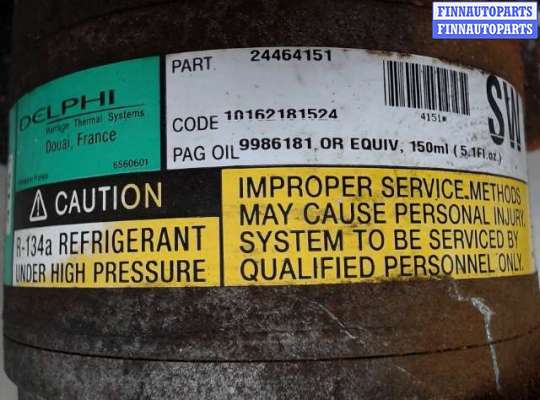 FINNAUTOPARTS
FINNAUTOPARTS
DELPHI
Thermal Systems
Douai, France
6560601
PART 24464151
CODE 10162181524
4151
PAG OIL 9986181, OR EQUIV, 150ml (5.1Fl.oz.)
CAUTION
R-134a REFRIGERANT
UNDER HIGH PRESSURE
IMPROPER SERVICE METHODS
MAY CAUSE PERSONAL INJURY.
SYSTEM TO BE SERVICED BY
QUALIFIED PERSONNEL ONLY.